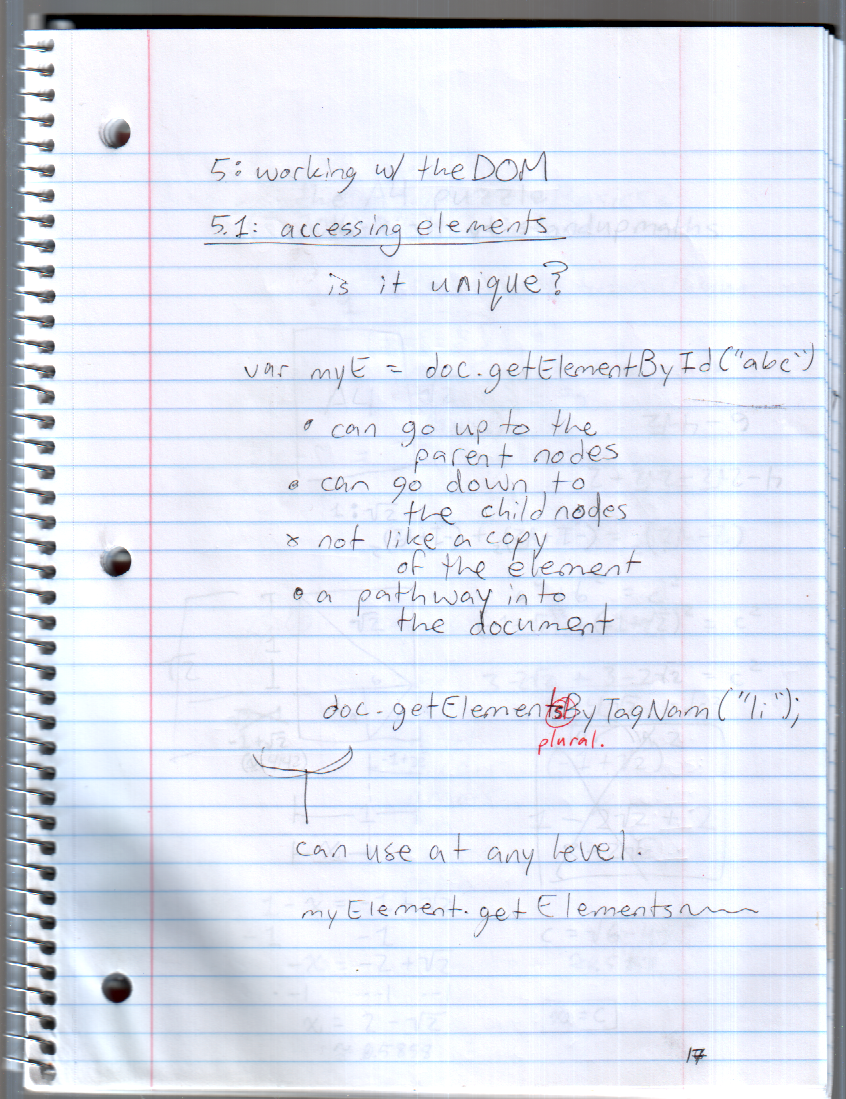 5: working w/ the DOM
5.1: accessing elements
is it unique?
var myE = doc.getElementById("abc")
• can go up to the
parent nodes
• can go down to
the child nodes
x not like a copy
of the element
• a pathway into
the document
doc.getElementsByTagNam("li");
plural.
can use at any level.
myElement.getElements
17